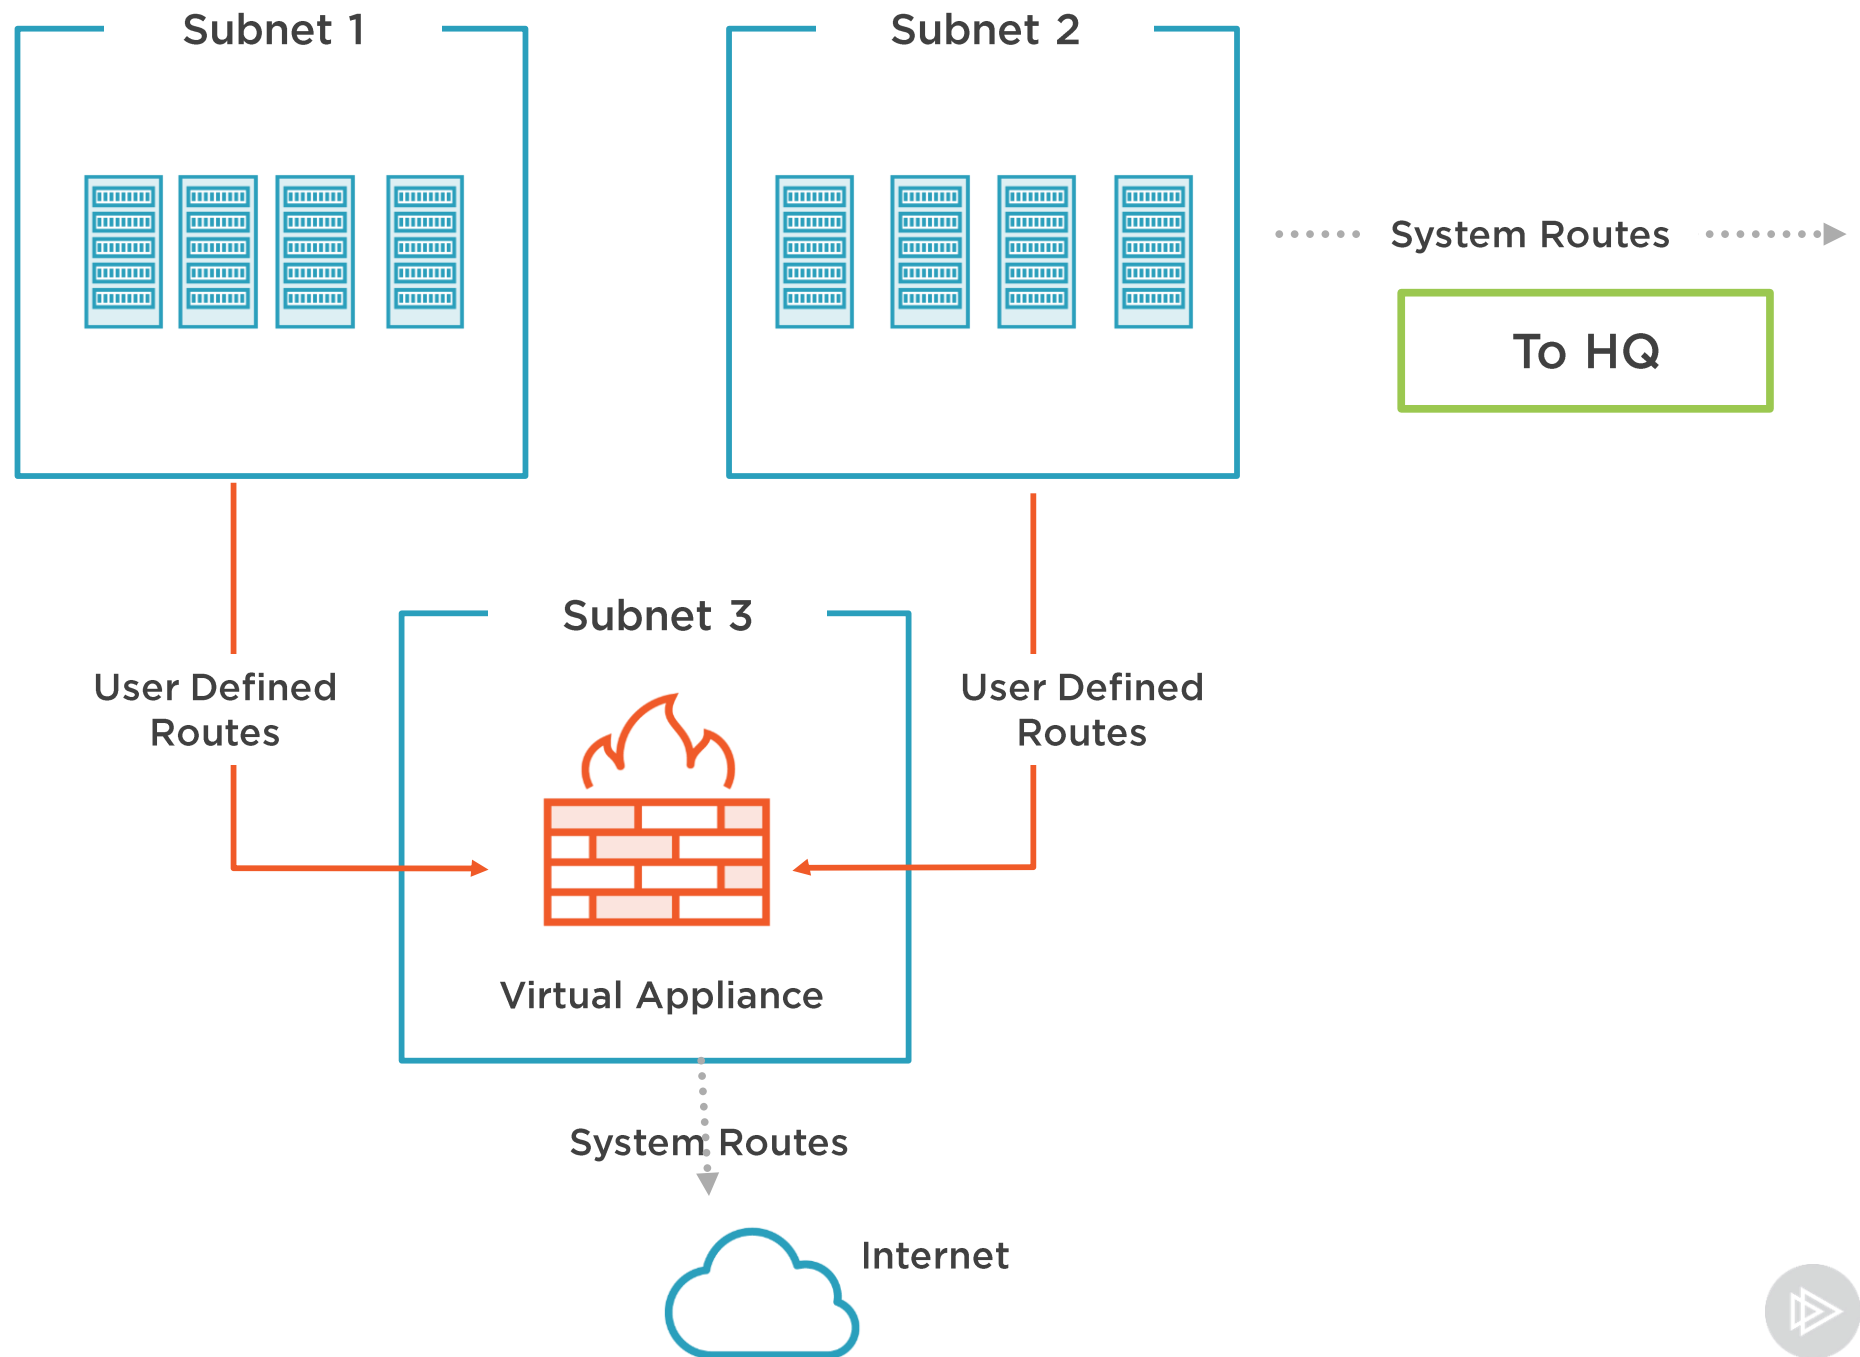 Subnet 1
Subnet 2
System Routes
To HQ
Subnet 3
User Defined
Routes
User Defined
Routes
Virtual Appliance
System Routes
Internet